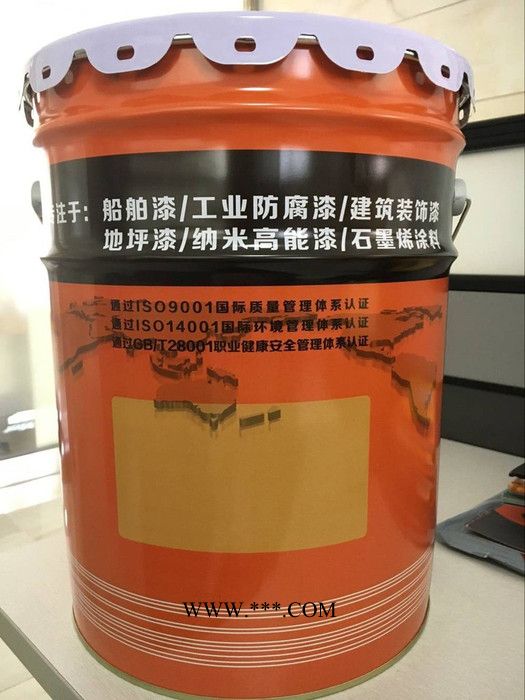 专注于：船舶漆/工业防腐漆/建筑装饰漆
地坪漆/纳米高能漆/石墨烯涂料
通过ISO9001国际质量管理体系认证
通过ISO14001国际环境管理体系认证
通过GB/T28001职业健康安全管理体系认证
WWW.***.COM